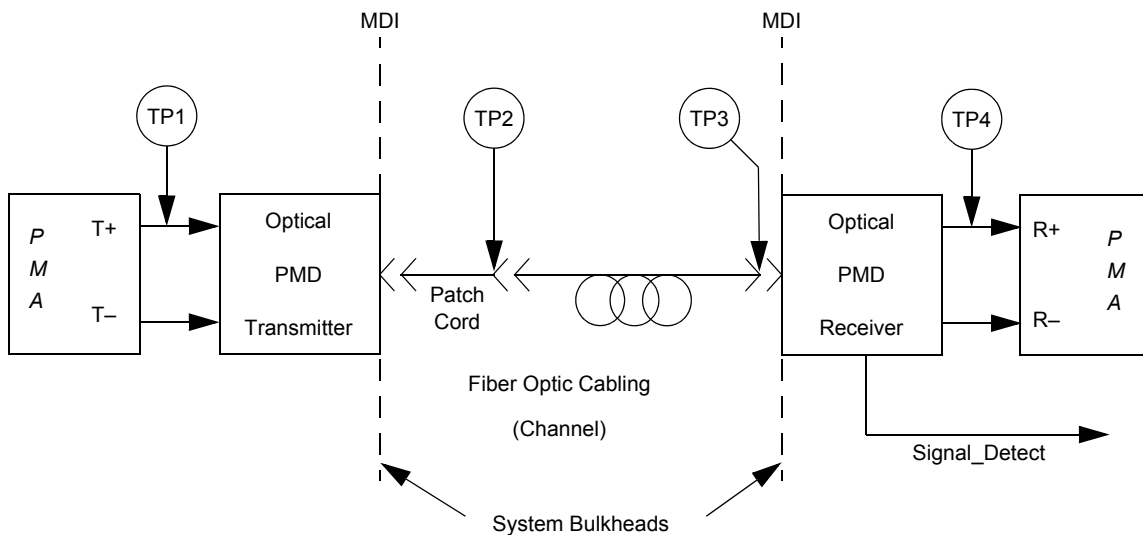 MDI
MDI
TP1
TP2
TP3
TP4
P
M
A
T+
T–
Optical
PMD
Transmitter
Patch
Cord
Optical
PMD
Receiver
R+
R–
P
M
A
Fiber Optic Cabling
(Channel)
Signal_Detect
System Bulkheads